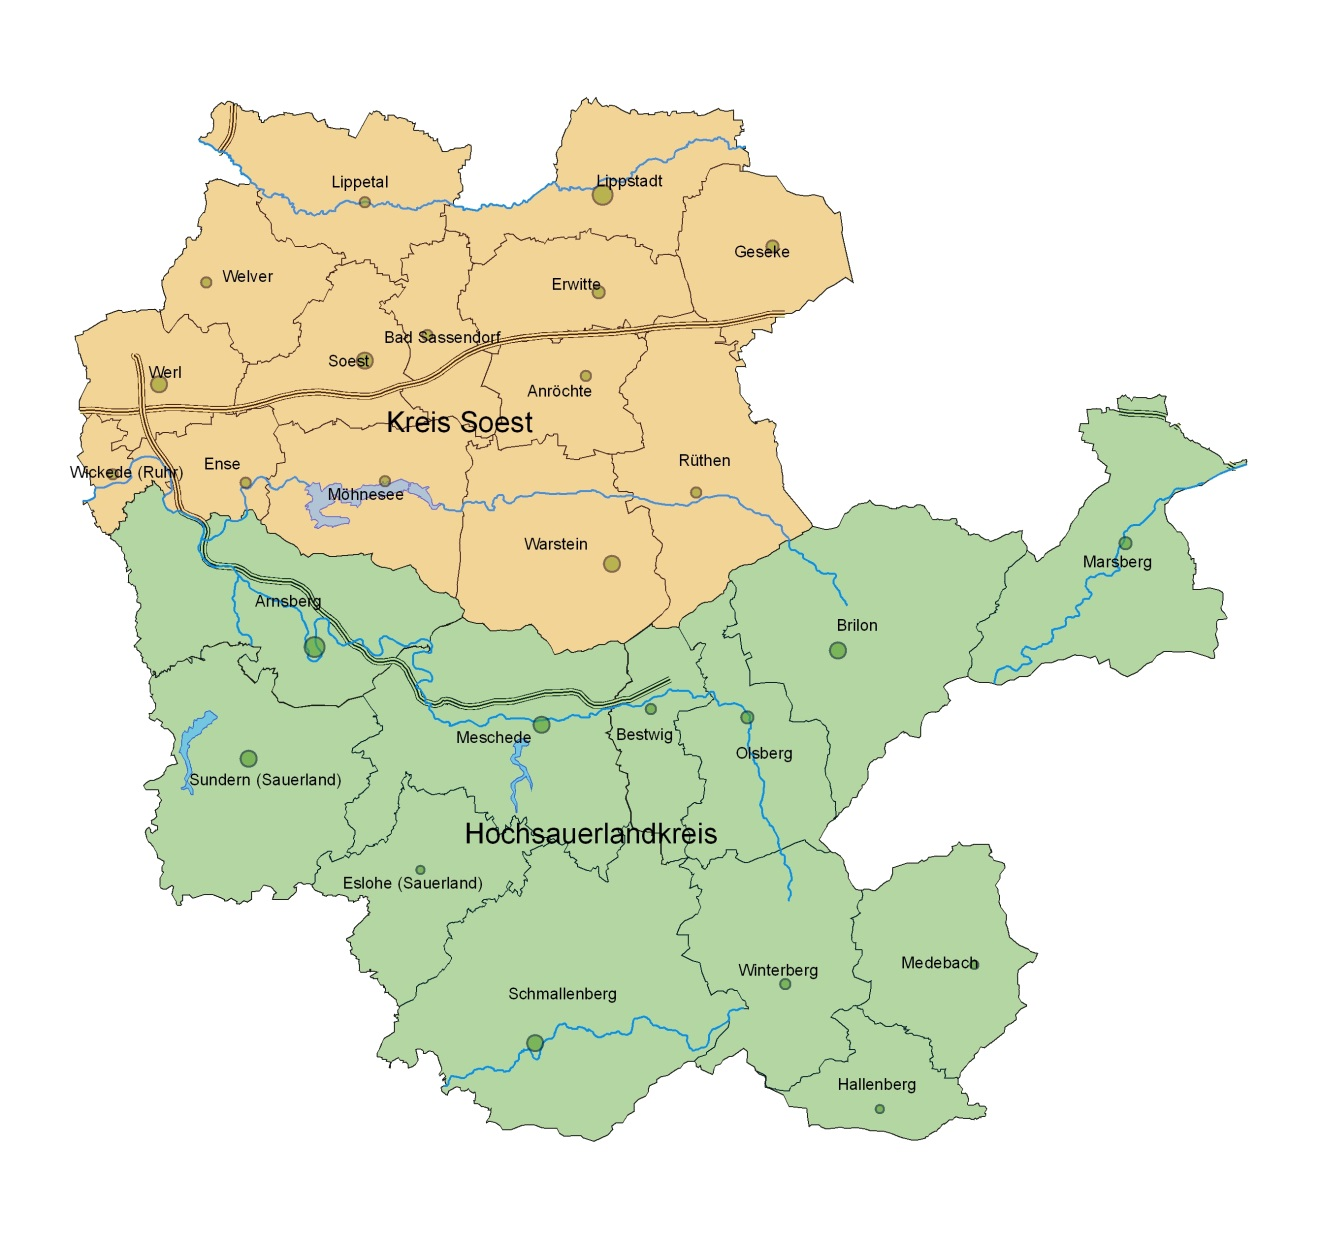 Lippetal
Lippstadt
Geseke
Welver
Erwitte
Bad Sassendorf
Soest
Werl
Anröchte
Kreis Soest
Rüthen
Ense
Wickede (Ruhr)
Möhnesee
Warstein
Marsberg
Arnsberg
Brilon
Bestwig
Meschede
Olsberg
Sundern (Sauerland)
Hochsauerlandkreis
Eslohe (Sauerland)
Medebach
Winterberg
Schmallenberg
Hallenberg